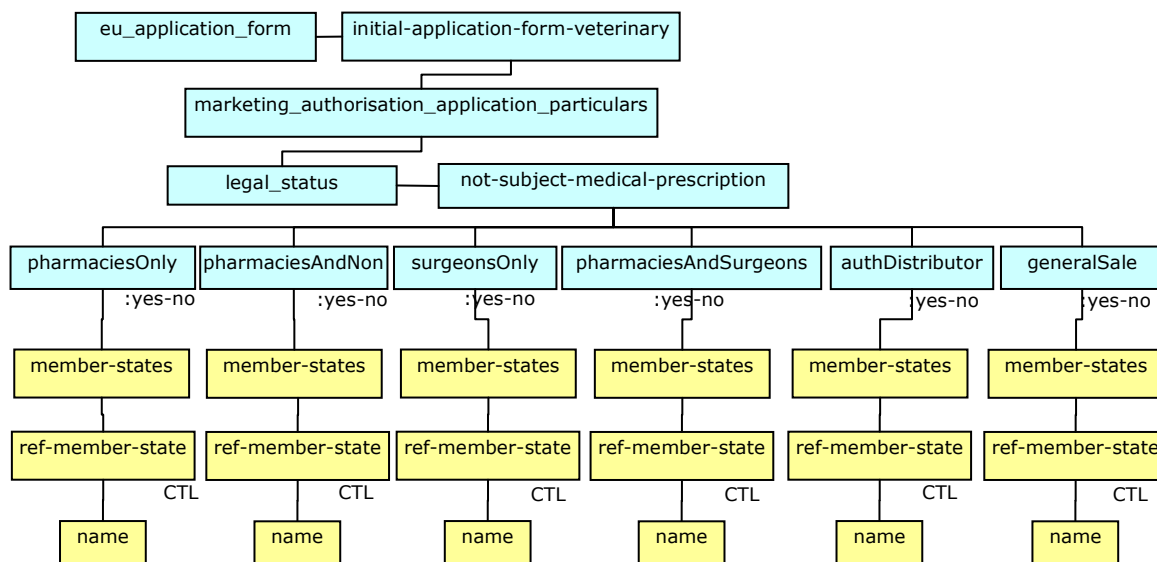 eu_application_form initial-application-form-veterinary
marketing_authorisation_application_particulars
legal_status not-subject-medical-prescription
pharmaciesOnly pharmaciesAndNon surgeonsOnly pharmaciesAndSurgeons authDistributor generalSale
:yes-no :yes-no :yes-no :yes-no :yes-no :yes-no
member-states member-states member-states member-states member-states member-states
ref-member-state ref-member-state ref-member-state ref-member-state ref-member-state ref-member-state
CTL CTL CTL CTL CTL CTL
name name name name name name